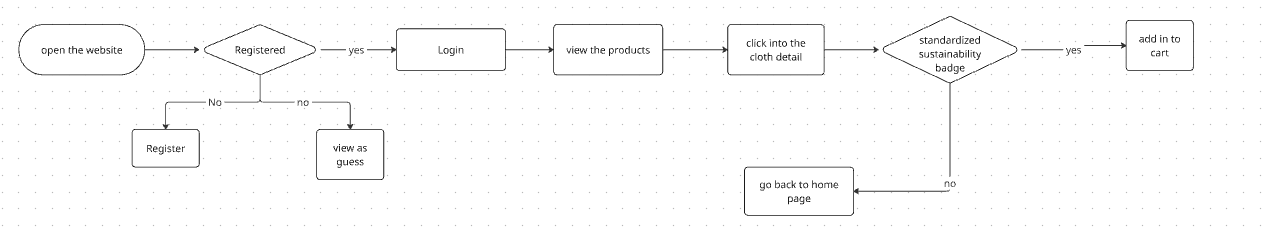 open the website
Registered
yes
Login
view the products
click into the
cloth detail
standardized
sustainability
badge
yes
add in to
cart
No
no
Register
view as
guess
go back to home
page
no